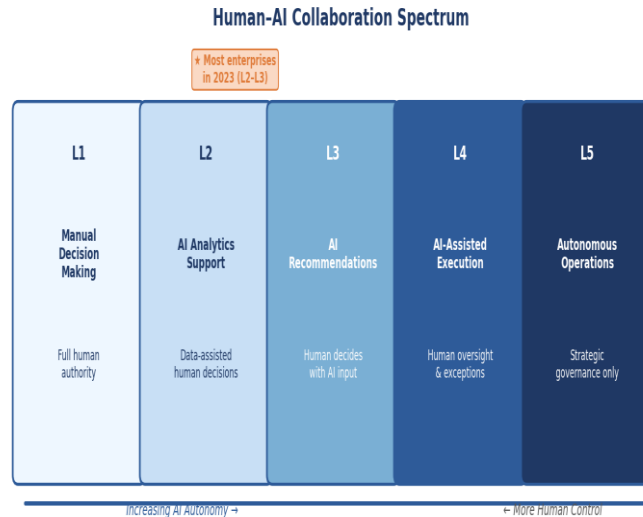 Human–AI Collaboration Spectrum
★ Most enterprises
in 2023 (L2–L3)
L1
Manual
Decision
Making
Full human
authority
L2
AI Analytics
Support
Data-assisted
human decisions
L3
AI
Recommendations
Human decides
with AI input
L4
AI-Assisted
Execution
Human oversight
& exceptions
L5
Autonomous
Operations
Strategic
governance only
Increasing AI Autonomy →
← More Human Control